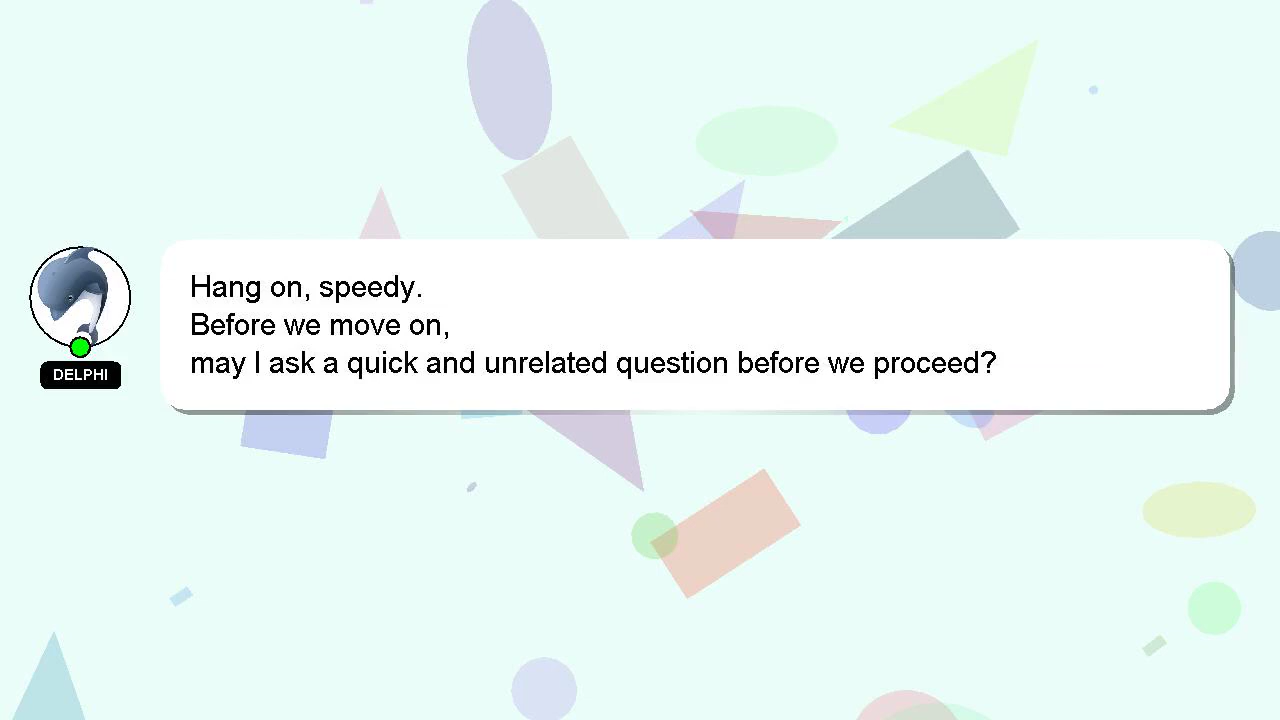 Hang on, speedy.
Before we move on,
may I ask a quick and unrelated question before we proceed?
DELPHI